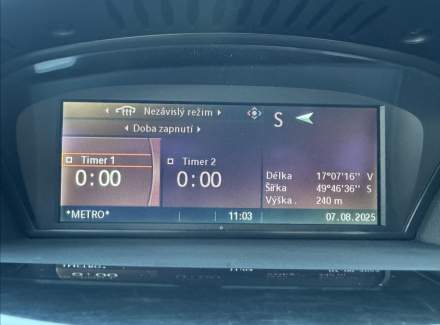 Nezávislý režim
S
Doba zapnutí
Timer 1 Timer 2
0:00 0:00
Délka 17°07'16'' V
Šířka 49°46'36'' S
Výška. 240 m
*METRO* 11:03 07.08.2025